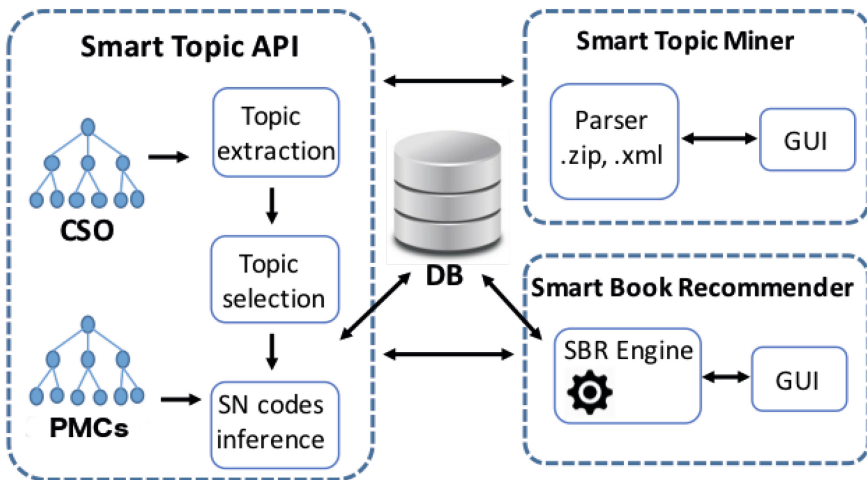 Smart Topic API
CSO
Topic
extraction
Topic
selection
PMCs
SN codes
inference
DB
Smart Topic Miner
Parser
.zip, .xml
GUI
Smart Book Recommender
SBR Engine
GUI